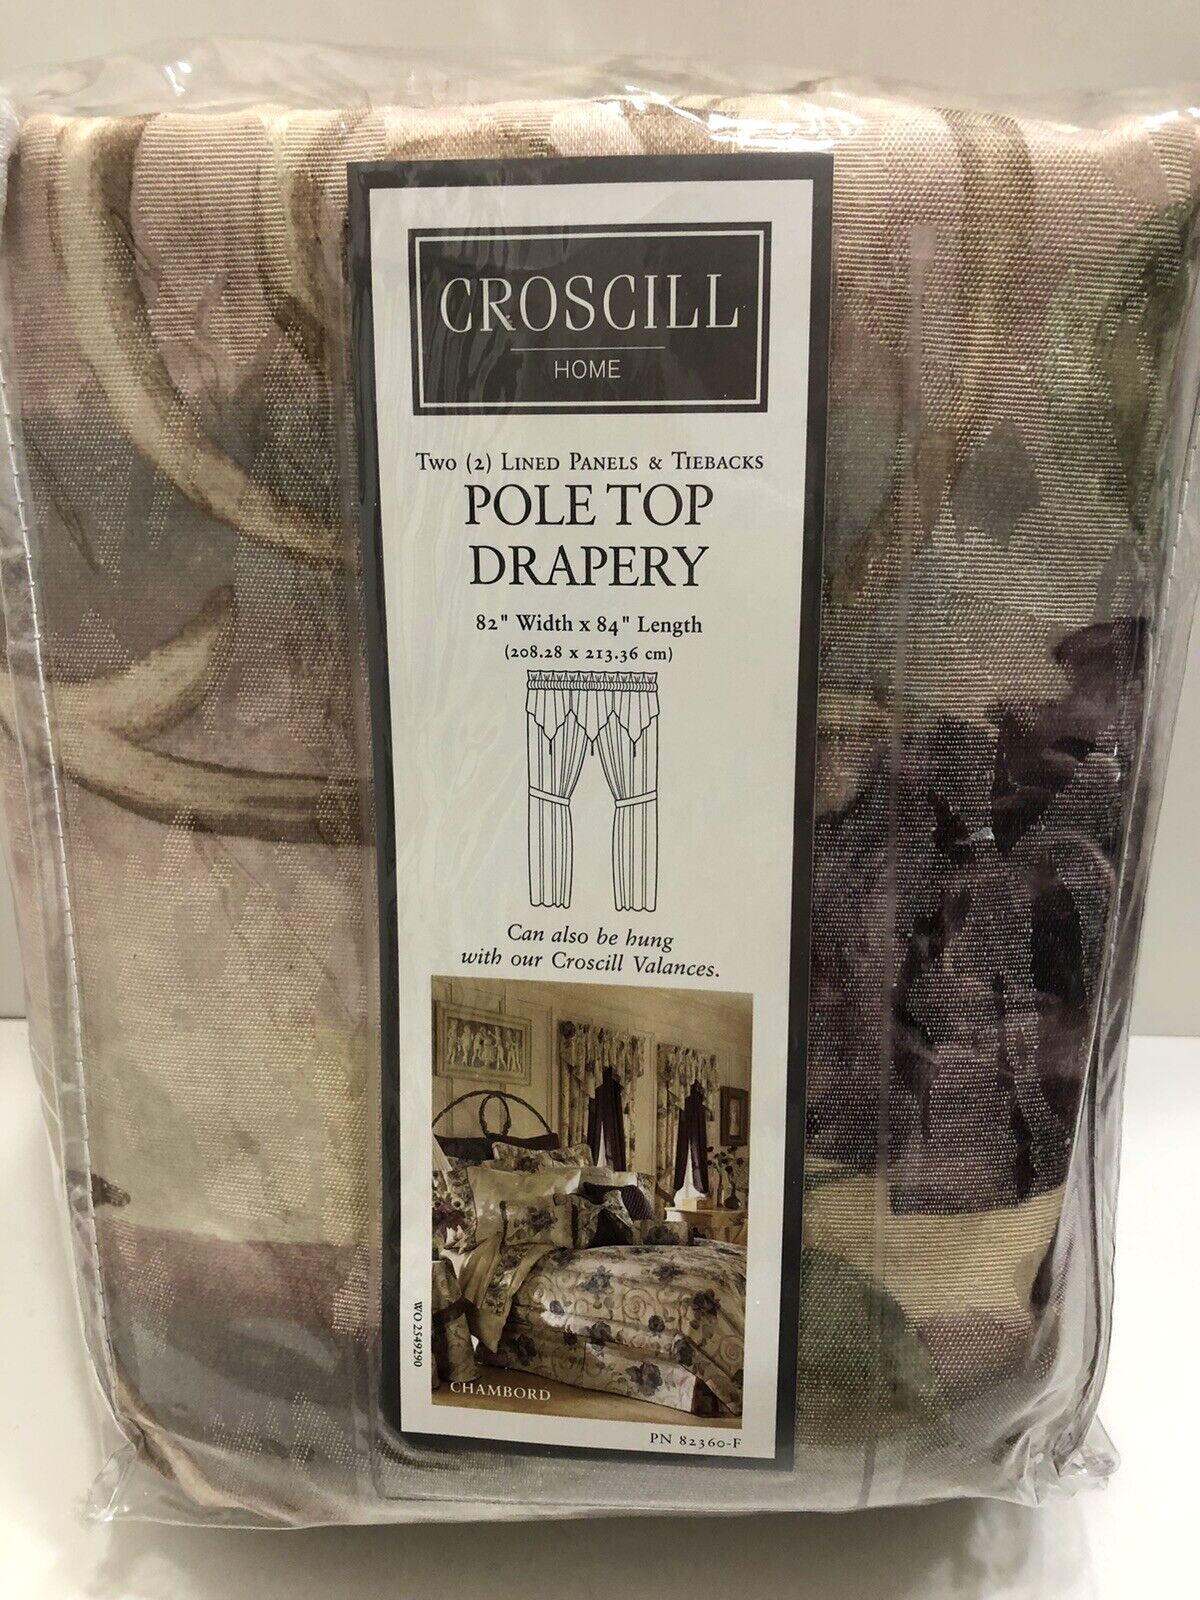 CROSCILL
HOME
Two (2) Lined Panels & Tiebacks
POLE TOP
DRAPERY
82" Width x 84" Length
(208.28 x 213.36 cm)
Can also be hung
with our Croscill Valances.
WO 2549290
CHAMBORD
PN 82360-F